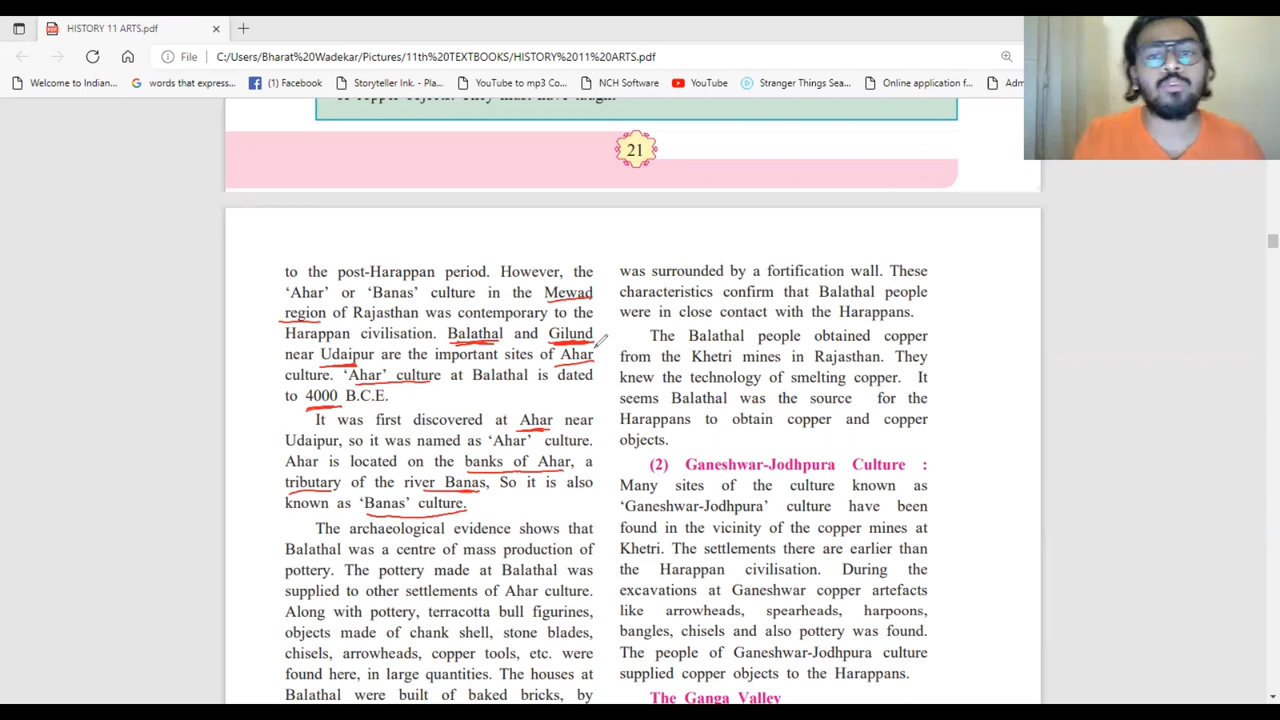 HISTORY 11 ARTS.pdf
File
C:/Users/Bharat%20Wadekar/Pictures/11th%20TEXTBOOKS/HISTORY%2011%20ARTS.pdf
Welcome to Indian...
words that express...
(1) Facebook
Storyteller Ink. - Pla...
YouTube to mp3 Co...
NCH Software
YouTube
Stranger Things Sea...
Online application f...
Adm
21
to the post-Harappan period. However, the
‘Ahar’ or ‘Banas’ culture in the Mewad
region of Rajasthan was contemporary to the
Harappan civilisation. Balathal and Gilund
near Udaipur are the important sites of Ahar
culture. ‘Ahar’ culture at Balathal is dated
to 4000 B.C.E.
It was first discovered at Ahar near
Udaipur, so it was named as ‘Ahar’ culture.
Ahar is located on the banks of Ahar, a
tributary of the river Banas, So it is also
known as ‘Banas’ culture.
The archaeological evidence shows that
Balathal was a centre of mass production of
pottery. The pottery made at Balathal was
supplied to other settlements of Ahar culture.
Along with pottery, terracotta bull figurines,
objects made of chank shell, stone blades,
chisels, arrowheads, copper tools, etc. were
found here, in large quantities. The houses at
Balathal were built of baked bricks, by
was surrounded by a fortification wall. These
characteristics confirm that Balathal people
were in close contact with the Harappans.
The Balathal people obtained copper
from the Khetri mines in Rajasthan. They
knew the technology of smelting copper. It
seems Balathal was the source for the
Harappans to obtain copper and copper
objects.
(2) Ganeshwar-Jodhpura Culture :
Many sites of the culture known as
‘Ganeshwar-Jodhpura’ culture have been
found in the vicinity of the copper mines at
Khetri. The settlements there are earlier than
the Harappan civilisation. During the
excavations at Ganeshwar copper artefacts
like arrowheads, spearheads, harpoons,
bangles, chisels and also pottery was found.
The people of Ganeshwar-Jodhpura culture
supplied copper objects to the Harappans.
The Ganga Valley